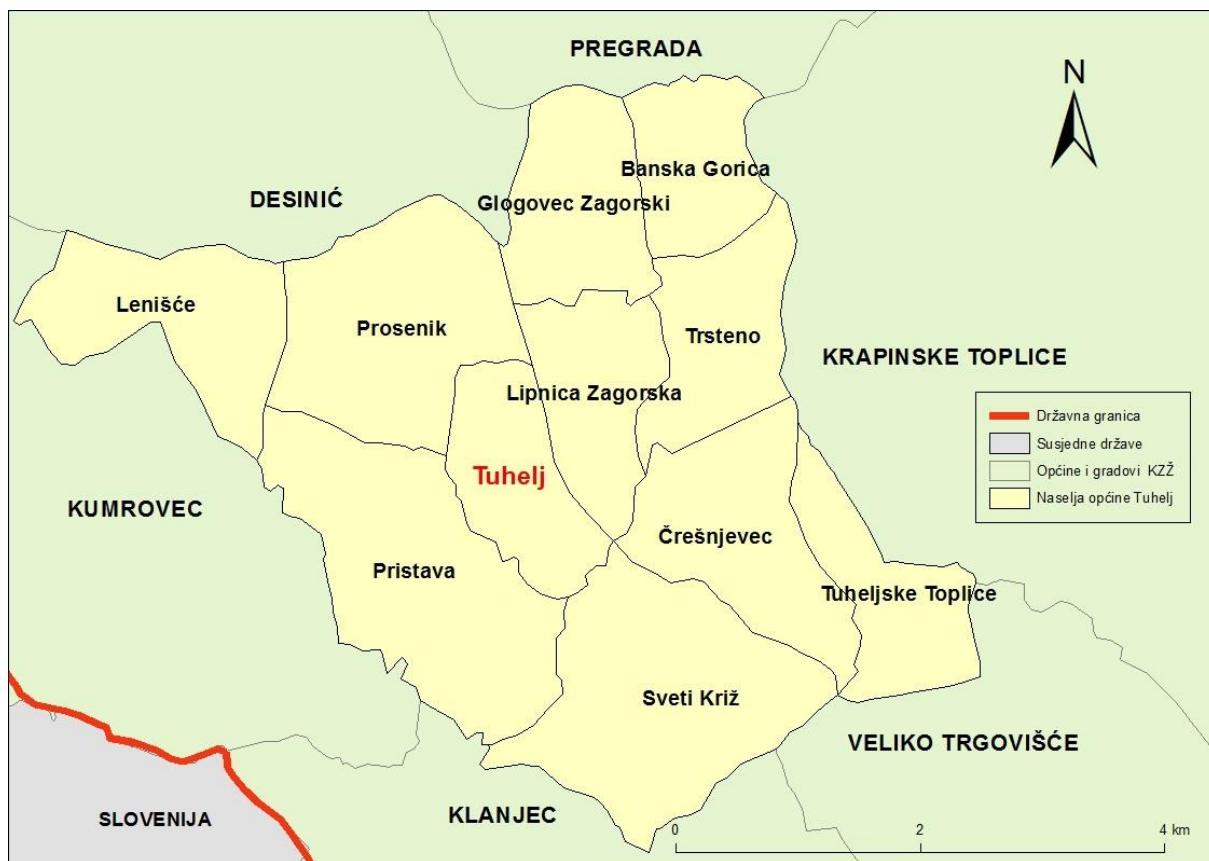 PREGRADA
N
Banska Gorica
DESINIĆ
Glogovec Zagorski
Lenišće
Prosenik
Trsteno
KRAPINSKE TOPLICE
Lipnica Zagorska
Državna granica
Susjedne države
Općine i gradovi KZŽ
Naselja općine Tuhelj
Tuhelj
KUMROVEC
Črešnjevec
Pristava
Tuheljske Toplice
Sveti Križ
VELIKO TRGOVIŠĆE
SLOVENIJA
KLANJEC
0 2 4 km